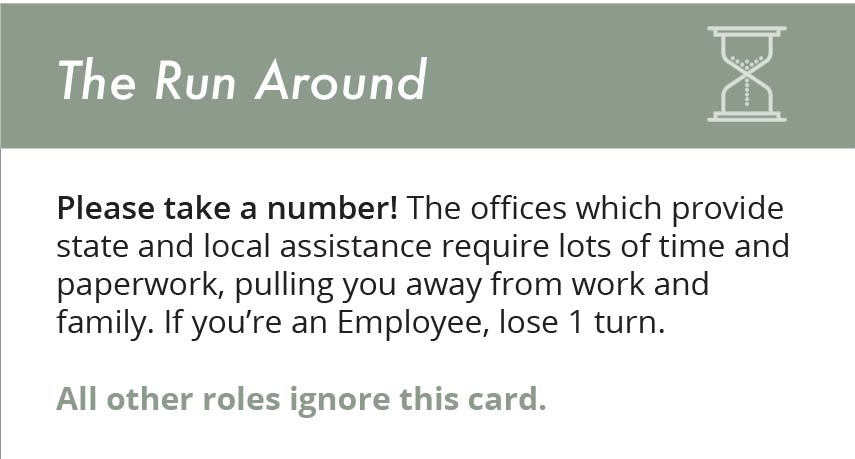 The Run Around
Please take a number! The offices which provide
state and local assistance require lots of time and
paperwork, pulling you away from work and
family. If you’re an Employee, lose 1 turn.
All other roles ignore this card.